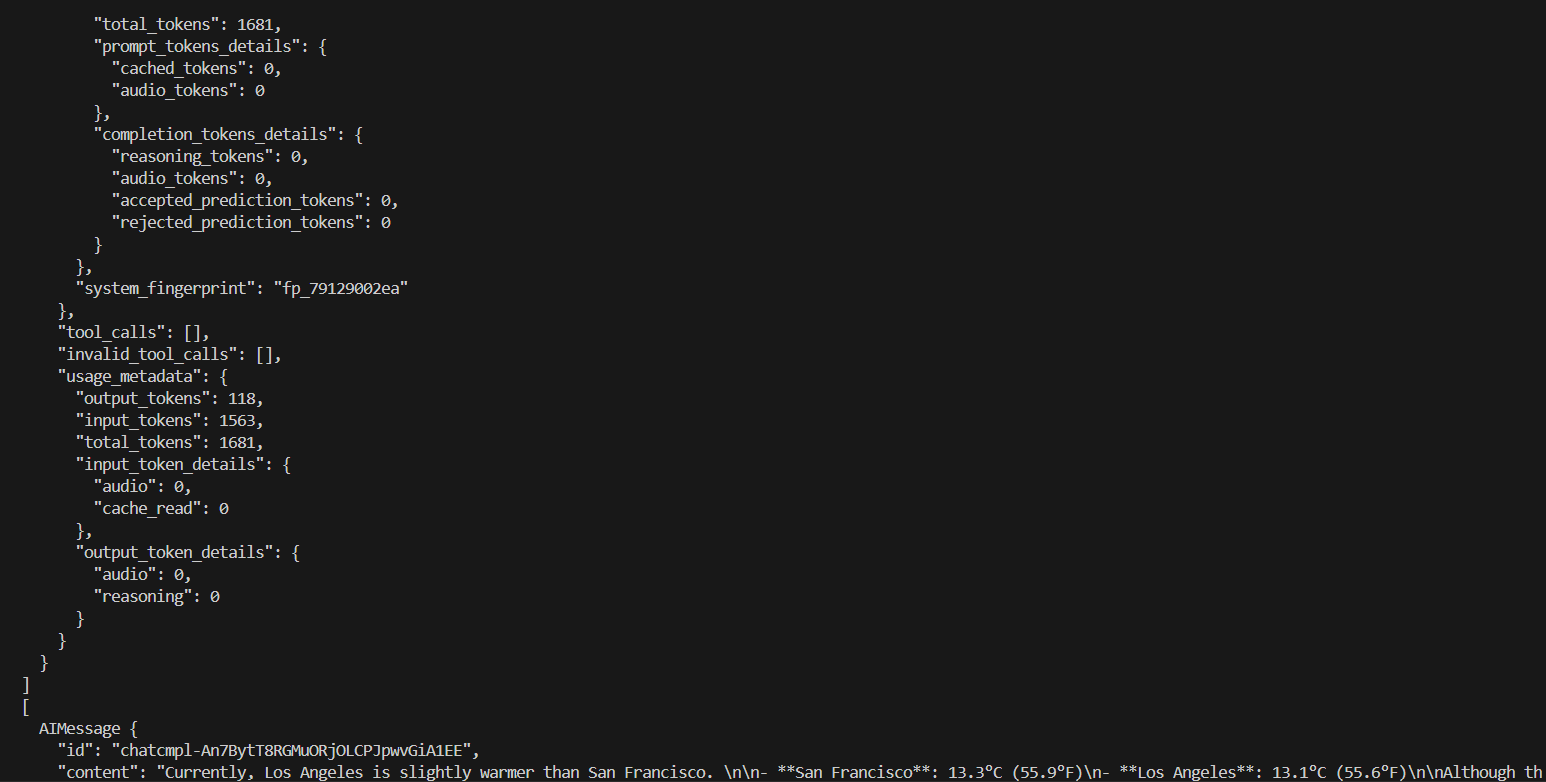 "total_tokens": 1681,
"prompt_tokens_details": {
"cached_tokens": 0,
"audio_tokens": 0
},
"completion_tokens_details": {
"reasoning_tokens": 0,
"audio_tokens": 0,
"accepted_prediction_tokens": 0,
"rejected_prediction_tokens": 0
}
},
"system_fingerprint": "fp_79129002ea"
},
"tool_calls": [],
"invalid_tool_calls": [],
"usage_metadata": {
"output_tokens": 118,
"input_tokens": 1563,
"total_tokens": 1681,
"input_token_details": {
"audio": 0,
"cache_read": 0
},
"output_token_details": {
"audio": 0,
"reasoning": 0
}
}
}
]
[
AIMessage {
"id": "chatcmpl-An7BytT8RGMuORjOLCPJpwvGiA1EE",
"content": "Currently, Los Angeles is slightly warmer than San Francisco. \n\n- **San Francisco**: 13.3°C (55.9°F)\n- **Los Angeles**: 13.1°C (55.6°F)\n\nAlthough th